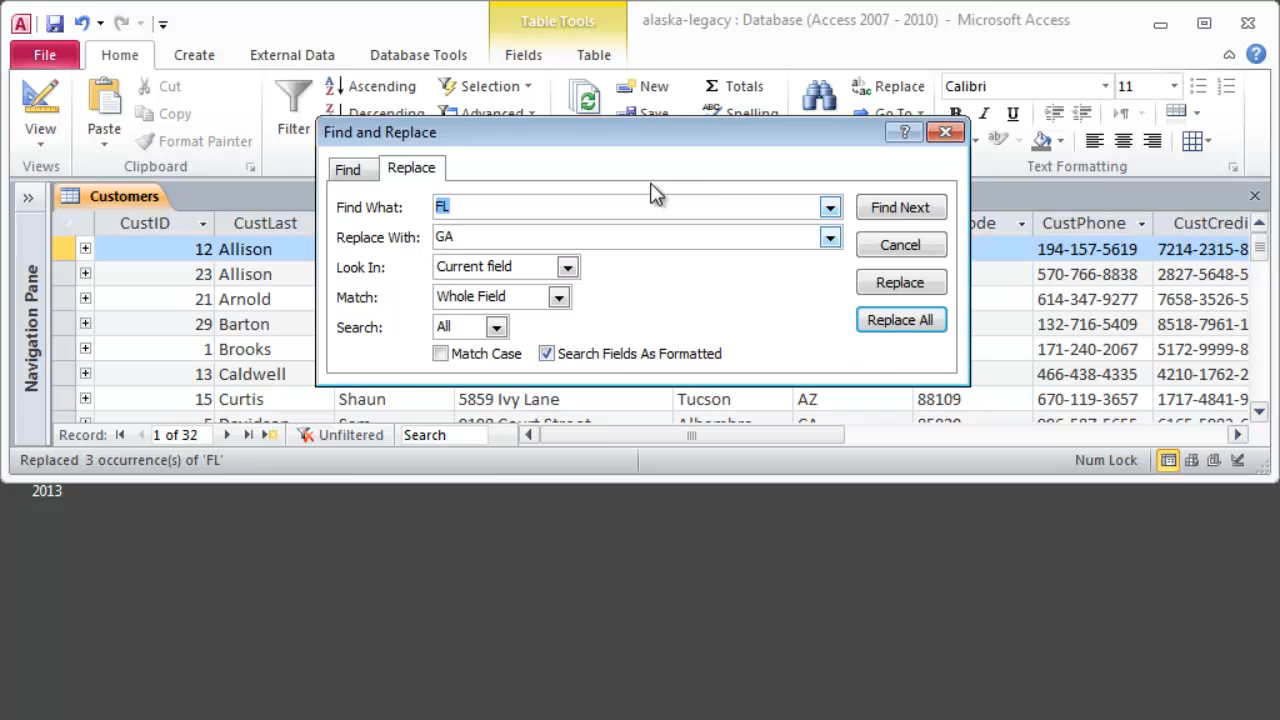 Table Tools
alaska-legacy : Database (Access 2007 - 2010) - Microsoft Access
File Home Create External Data Database Tools Fields Table
View
Views
Paste
Cut
Copy
Format Painter
Clipboard
Filter
Ascending
Descending
Selection
Advanced
New
Save
Totals
Spelling
Replace
Go To
Calibri 11
B I U
Text Formatting
Find and Replace
Find Replace
Find What: FL
Replace With: GA
Look In: Current field
Match: Whole Field
Search: All
Match Case Search Fields As Formatted
Find Next
Cancel
Replace
Replace All
Navigation Pane
Customers
CustID CustLast ode CustPhone CustCredi
12 Allison 194-157-5619 7214-2315-8
23 Allison 570-766-8838 2827-5648-5
21 Arnold 614-347-9277 7658-3526-5
29 Barton 132-716-5409 8518-7961-1
1 Brooks 171-240-2067 5172-9999-8
13 Caldwell 466-438-4335 4210-1762-2
15 Curtis Shaun 5859 Ivy Lane Tucson AZ 88109 670-119-3657 1717-4841-9
Record: 1 of 32 Unfiltered Search
Replaced 3 occurrence(s) of 'FL' Num Lock
2013